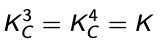 K_C^3 = K_C^4 = K